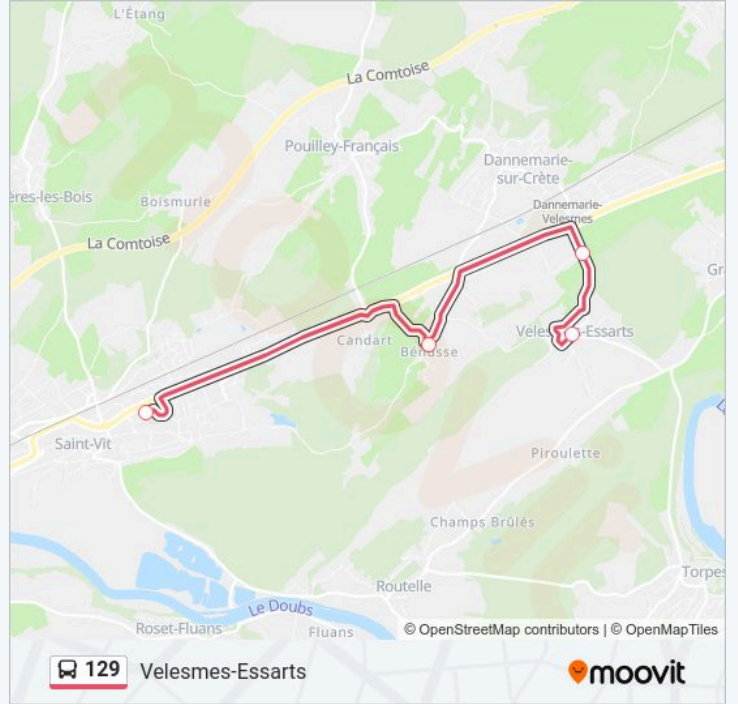 L'Étang
La Comtoise
Pouilley-Français
Dannemarie-
sur-Crète
ères-les-Bois
Boismurie
Dannemarie-
Velesmes
La Comtoise
Gr
Candart
Bénusse
Velesmes-Essarts
Saint-Vit
Piroulette
Champs Brûlés
Routelle
Torpes
Le Doubs
Roset-Fluans
Fluans
© OpenStreetMap contributors | © OpenMapTiles
129
Velesmes-Essarts
moovit